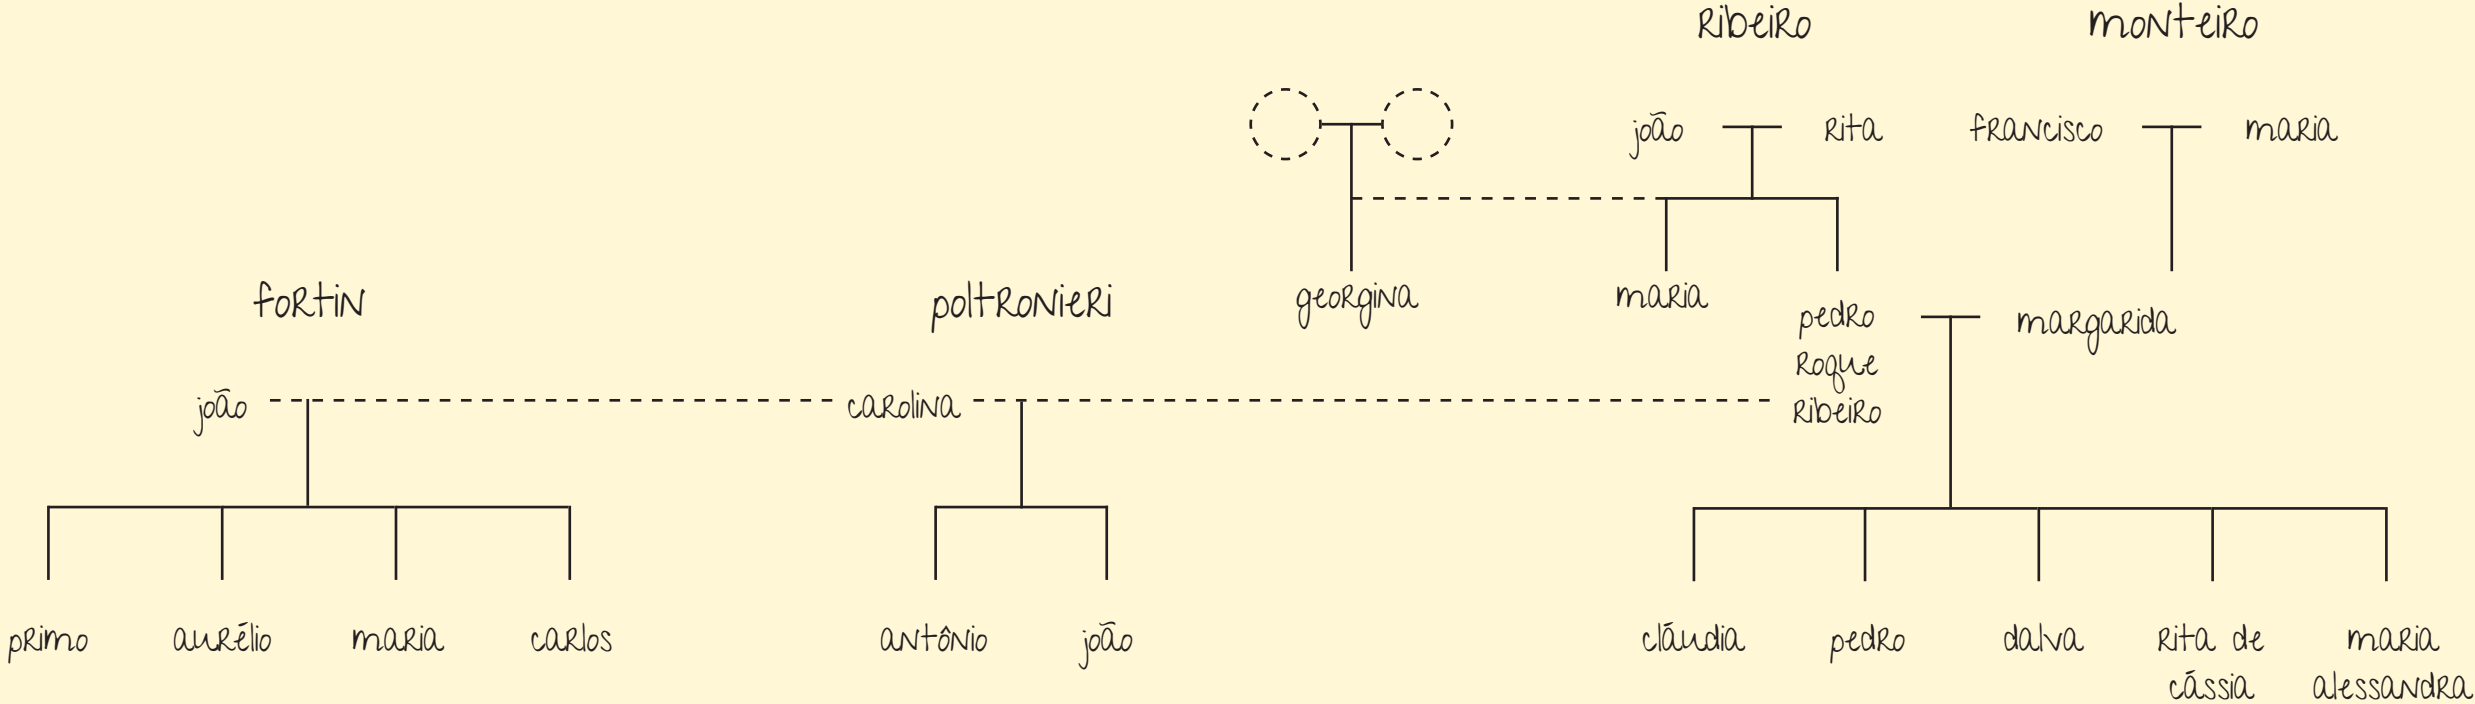 Ribeiro
monteiro
joão
Rita
francisco
maria
fortin
poltronieri
georgina
maria
pedro
Roque
Ribeiro
margarida
joão
carolina
primo
aurélio
maria
carlos
antônio
joão
cláudia
pedro
dalva
Rita de
cássia
maria
alessandra